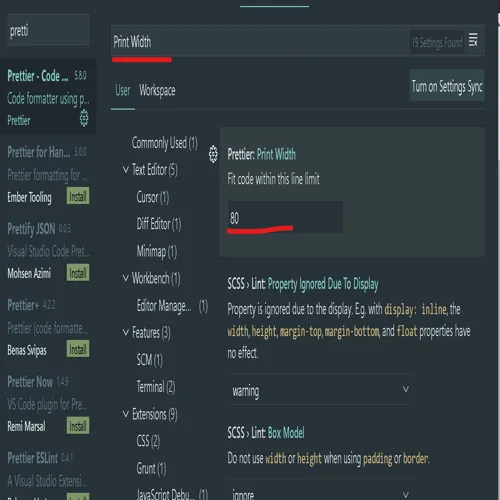 pretti
Prettier - Code ... 5.8.0
Code formatter using p...
Prettier
Prettier for Han... 3.0.0
Prettier formatting for ...
Ember Tooling Install
Prettify JSON 0.0.3
Visual Studio Code Pret...
Mohsen Azimi Install
Prettier+ 4.2.2
Prettier (code formatte...
Benas Svipas Install
Prettier Now 1.4.9
VS Code plugin for Pre...
Remi Marsal Install
Prettier ESLint 0.4.1
A Visual Studio Extensi...
Print Width
19 Settings Found
User Workspace
Turn on Settings Sync
Commonly Used (1)
Text Editor (5)
Cursor (1)
Diff Editor (1)
Minimap (1)
Workbench (1)
Editor Manage... (1)
Features (3)
SCM (1)
Terminal (2)
Extensions (9)
CSS (2)
Grunt (1)
JavaScript Debu... (1)
Prettier: Print Width
Fit code within this line limit
80
SCSS › Lint: Property Ignored Due To Display
Property is ignored due to the display. E.g. with display: inline, the
width, height, margin-top, margin-bottom, and float properties have
no effect.
warning
SCSS › Lint: Box Model
Do not use width or height when using padding or border.
ignore